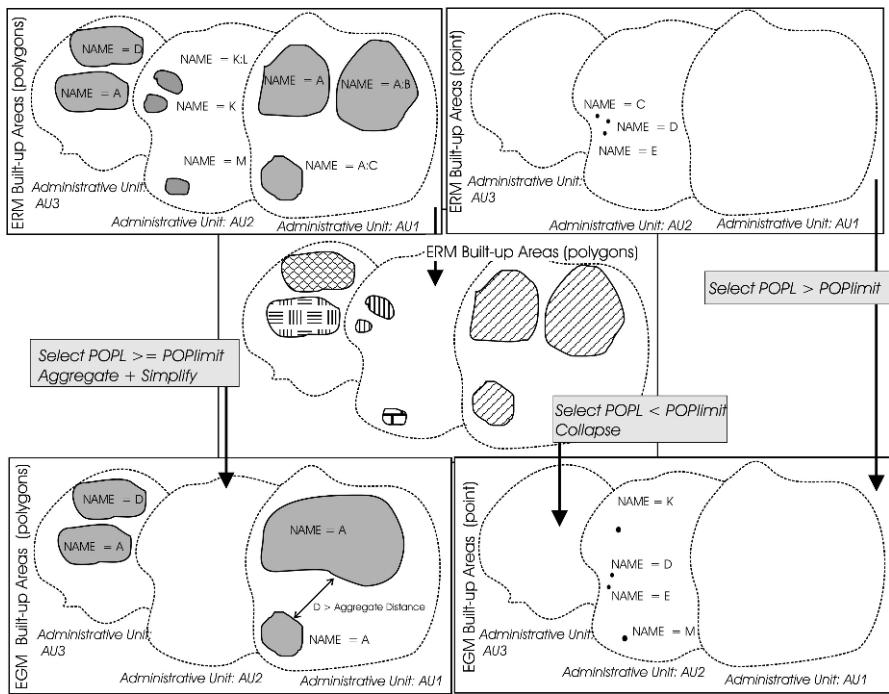 ERM Built-up Areas (polygons)
NAME = D
NAME = A
NAME = K:L
NAME = K
NAME = M
NAME = A
NAME = A:B
NAME = A:C
Administrative Unit:
AU3
Administrative Unit: AU2
Administrative Unit: AU1
ERM Built-up Areas (point)
NAME = C
NAME = D
NAME = E
Administrative Unit:
AU3
Administrative Unit: AU2
Administrative Unit: AU1
ERM Built-up Areas (polygons)
Select POPL > POPlimit
Select POPL >= POPlimit
Aggregate + Simplify
Select POPL < POPlimit
Collapse
EGM Built-up Areas (polygons)
NAME = D
NAME = A
NAME = A
D > Aggregate Distance
NAME = A
Administrative Unit:
AU3
Administrative Unit: AU2
Administrative Unit: AU1
EGM Built-up Areas (point)
NAME = K
NAME = D
NAME = E
NAME = M
Administrative Unit:
AU3
Administrative Unit: AU2
Administrative Unit: AU1